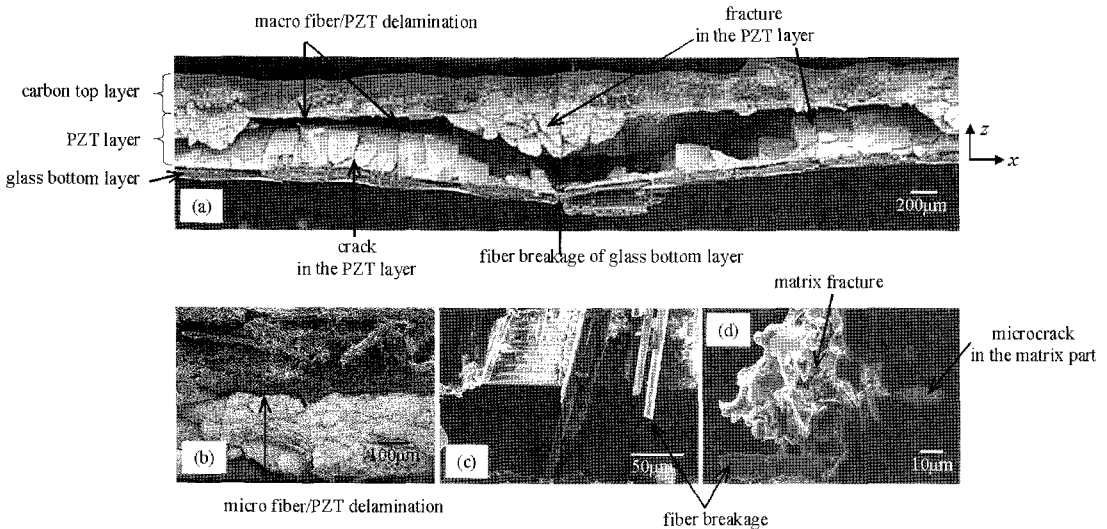 macro fiber/PZT delamination
fracture
in the PZT layer
carbon top layer
PZT layer
glass bottom layer
z
x
(a)
200μm
crack
in the PZT layer
fiber breakage of glass bottom layer
matrix fracture
(d)
microcrack
in the matrix part
(b)
100μm
(c)
50μm
10μm
micro fiber/PZT delamination
fiber breakage